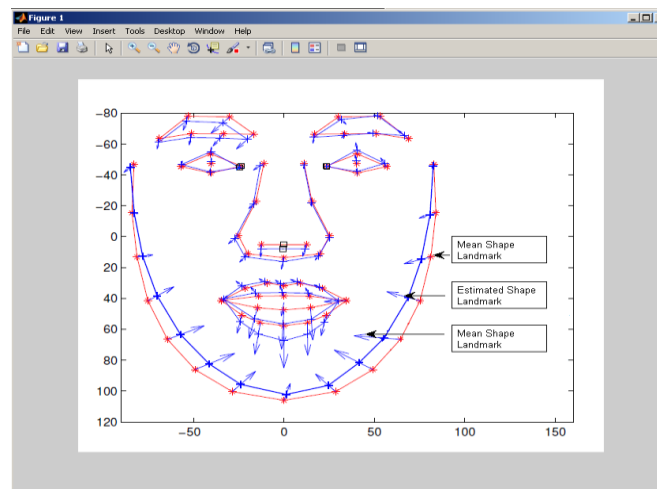 Figure 1
File Edit View Insert Tools Desktop Window Help
-80
-60
-40
-20
0
20
40
60
80
100
120
-50 0 50 100 150
Mean Shape
Landmark
Estimated Shape
Landmark
Mean Shape
Landmark